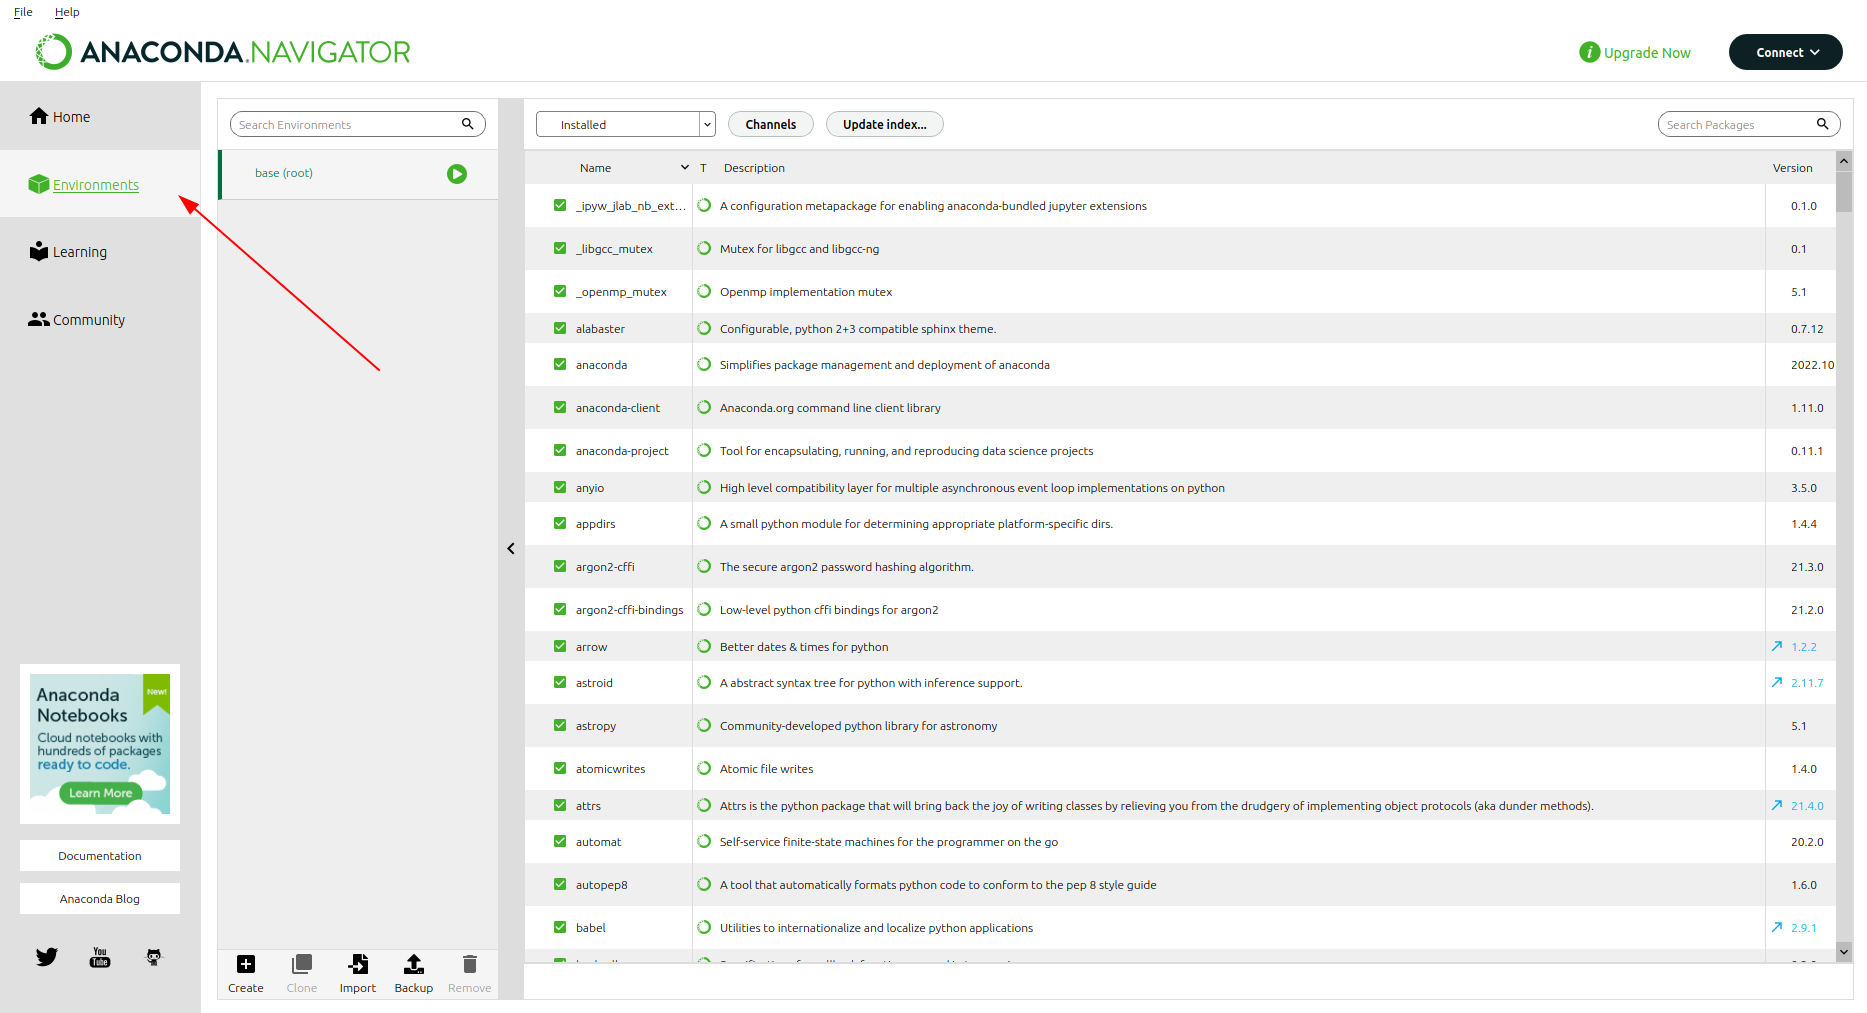 File Help
ANACONDA.NAVIGATOR
Upgrade Now
Connect
Home
Environments
Learning
Community
Anaconda
Notebooks
New!
Cloud notebooks with
hundreds of packages
ready to code.
Learn More
Documentation
Anaconda Blog
You
Tube
Search Environments
base (root)
Create Clone Import Backup Remove
Installed Channels Update index... Search Packages
Name T Description Version
_ipyw_jlab_nb_ext... A configuration metapackage for enabling anaconda-bundled jupyter extensions 0.1.0
_libgcc_mutex Mutex for libgcc and libgcc-ng 0.1
_openmp_mutex Openmp implementation mutex 5.1
alabaster Configurable, python 2+3 compatible sphinx theme. 0.7.12
anaconda Simplifies package management and deployment of anaconda 2022.10
anaconda-client Anaconda.org command line client library 1.11.0
anaconda-project Tool for encapsulating, running, and reproducing data science projects 0.11.1
anyio High level compatibility layer for multiple asynchronous event loop implementations on python 3.5.0
appdirs A small python module for determining appropriate platform-specific dirs. 1.4.4
argon2-cffi The secure argon2 password hashing algorithm. 21.3.0
argon2-cffi-bindings Low-level python cffi bindings for argon2 21.2.0
arrow Better dates & times for python 1.2.2
astroid A abstract syntax tree for python with inference support. 2.11.7
astropy Community-developed python library for astronomy 5.1
atomicwrites Atomic file writes 1.4.0
attrs Attrs is the python package that will bring back the joy of writing classes by relieving you from the drudgery of implementing object protocols (aka dunder methods). 21.4.0
automat Self-service finite-state machines for the programmer on the go 20.2.0
autopep8 A tool that automatically formats python code to conform to the pep 8 style guide 1.6.0
babel Utilities to internationalize and localize python applications 2.9.1